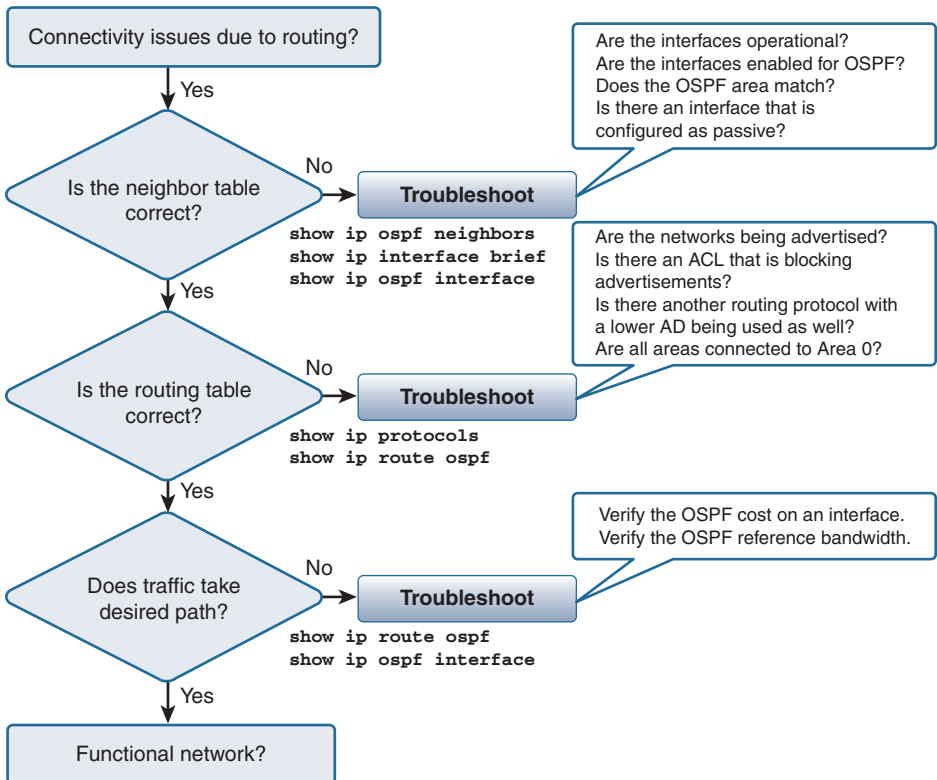 Connectivity issues due to routing?
Yes
Is the neighbor table
correct?
No
Troubleshoot
show ip ospf neighbors
show ip interface brief
show ip ospf interface
Are the interfaces operational?
Are the interfaces enabled for OSPF?
Does the OSPF area match?
Is there an interface that is
configured as passive?
Yes
Is the routing table
correct?
No
Troubleshoot
show ip protocols
show ip route ospf
Are the networks being advertised?
Is there an ACL that is blocking
advertisements?
Is there another routing protocol with
a lower AD being used as well?
Are all areas connected to Area 0?
Yes
Does traffic take
desired path?
No
Troubleshoot
show ip route ospf
show ip ospf interface
Verify the OSPF cost on an interface.
Verify the OSPF reference bandwidth.
Yes
Functional network?